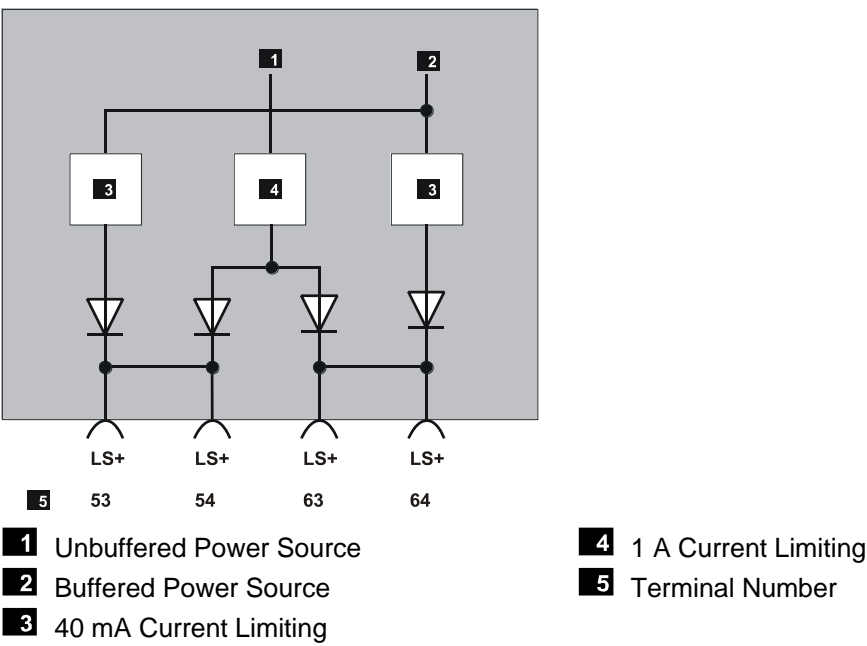 1 2
3 4 3
LS+ LS+ LS+ LS+
5 53 54 63 64
1 Unbuffered Power Source
2 Buffered Power Source
3 40 mA Current Limiting
4 1 A Current Limiting
5 Terminal Number